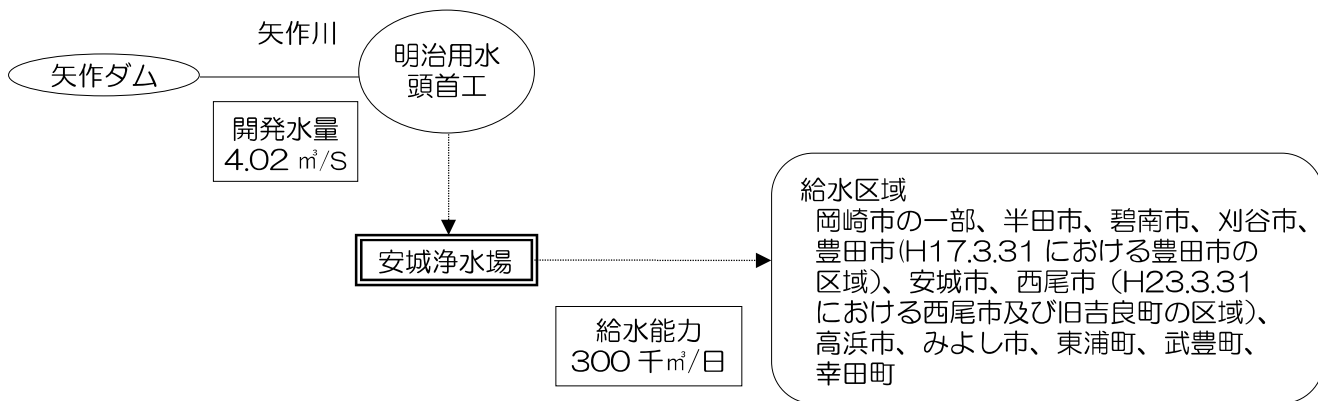 矢作川
矢作ダム
明治用水
頭首工
開発水量
4.02 ㎥/S
安城浄水場
給水能力
300 千㎥/日
給水区域
岡崎市の一部、半田市、碧南市、刈谷市、
豊田市(H17.3.31 における豊田市の
区域)、安城市、西尾市（H23.3.31
における西尾市及び旧吉良町の区域)、
高浜市、みよし市、東浦町、武豊町、
幸田町